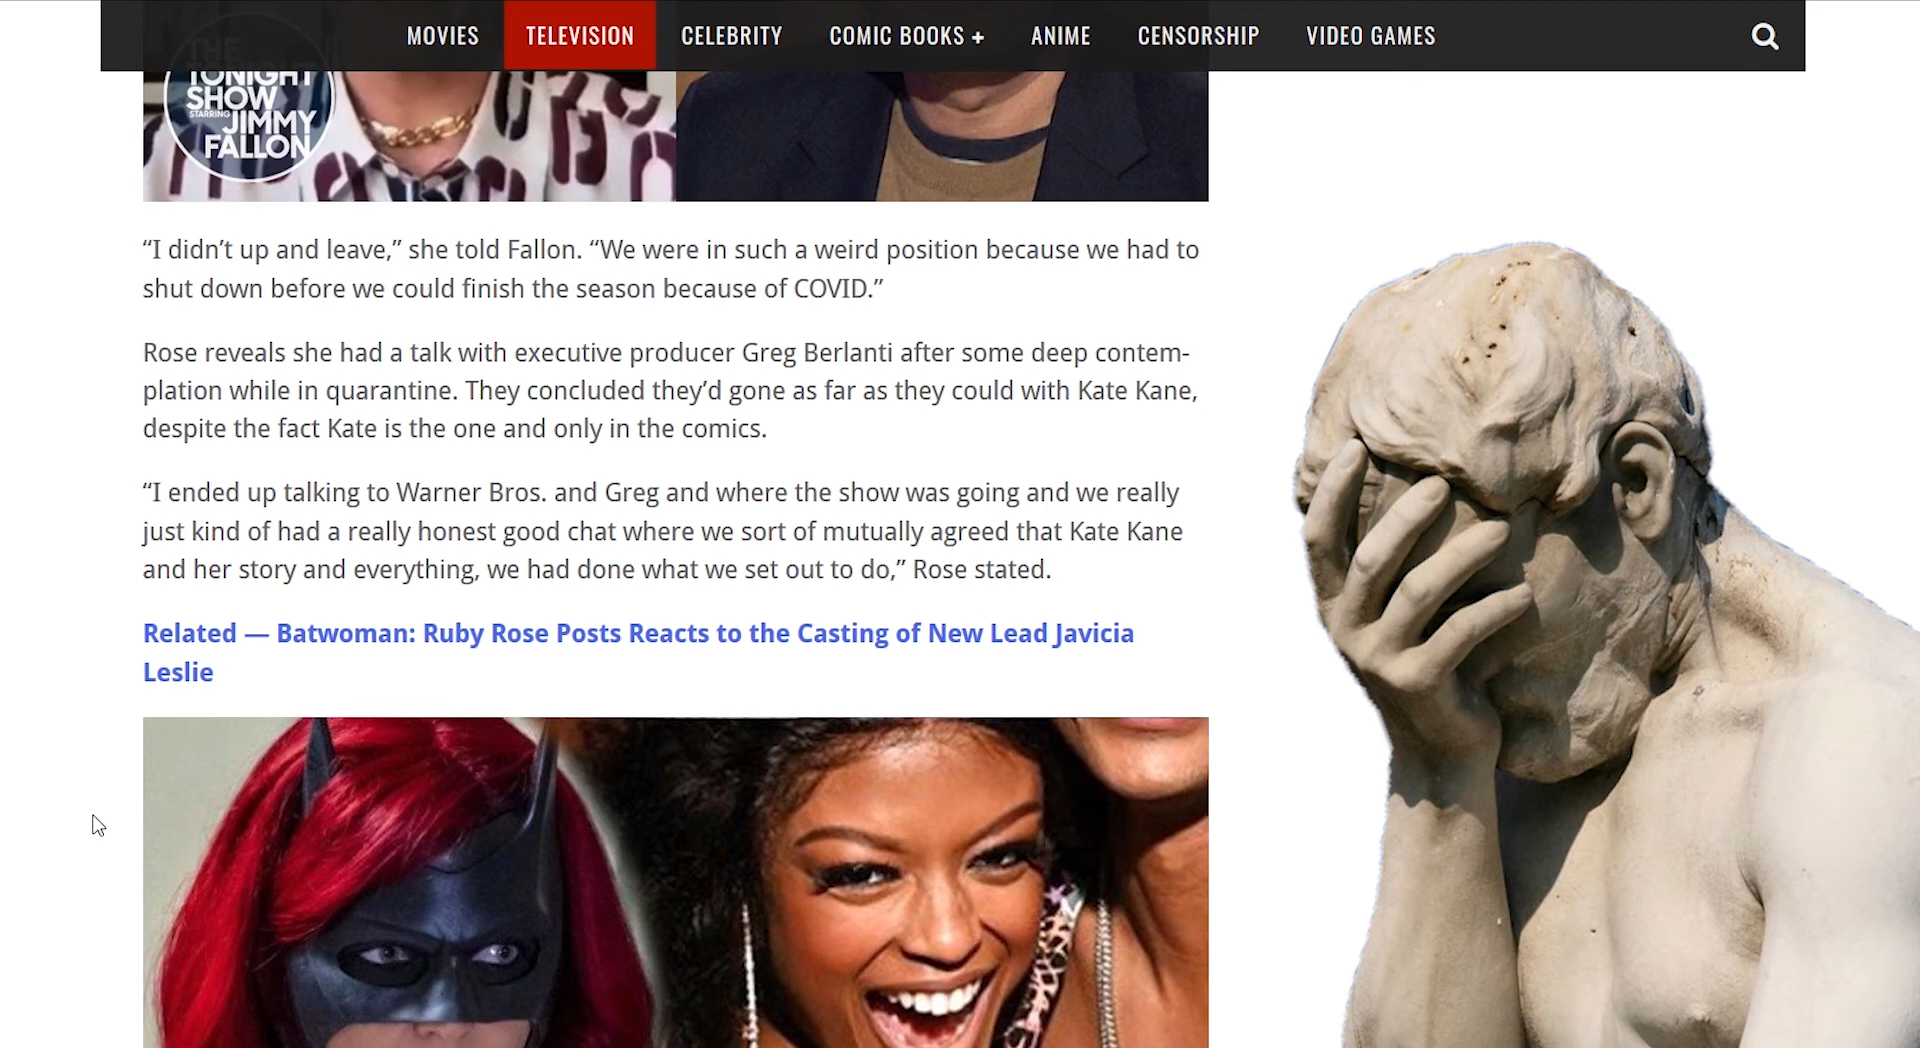 MOVIES TELEVISION CELEBRITY COMIC BOOKS + ANIME CENSORSHIP VIDEO GAMES
THE
TONIGHT
SHOW
STARRING
JIMMY
FALLON
“I didn’t up and leave,” she told Fallon. “We were in such a weird position because we had to
shut down before we could finish the season because of COVID.”
Rose reveals she had a talk with executive producer Greg Berlanti after some deep contem-
plation while in quarantine. They concluded they’d gone as far as they could with Kate Kane,
despite the fact Kate is the one and only in the comics.
“I ended up talking to Warner Bros. and Greg and where the show was going and we really
just kind of had a really honest good chat where we sort of mutually agreed that Kate Kane
and her story and everything, we had done what we set out to do,” Rose stated.
Related — Batwoman: Ruby Rose Posts Reacts to the Casting of New Lead Javicia
Leslie